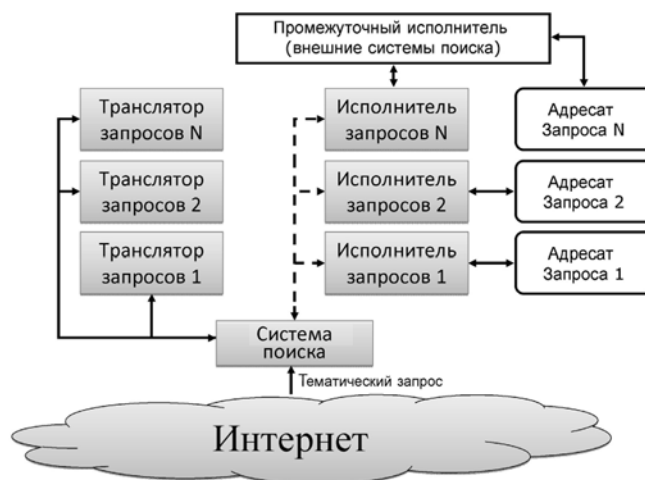 Промежуточный исполнитель
(внешние системы поиска)
Транслятор
запросов N
Исполнитель
запросов N
Адресат
Запроса N
Транслятор
запросов 2
Исполнитель
запросов 2
Адресат
Запроса 2
Транслятор
запросов 1
Исполнитель
запросов 1
Адресат
Запроса 1
Система
поиска
Тематический запрос
Интернет